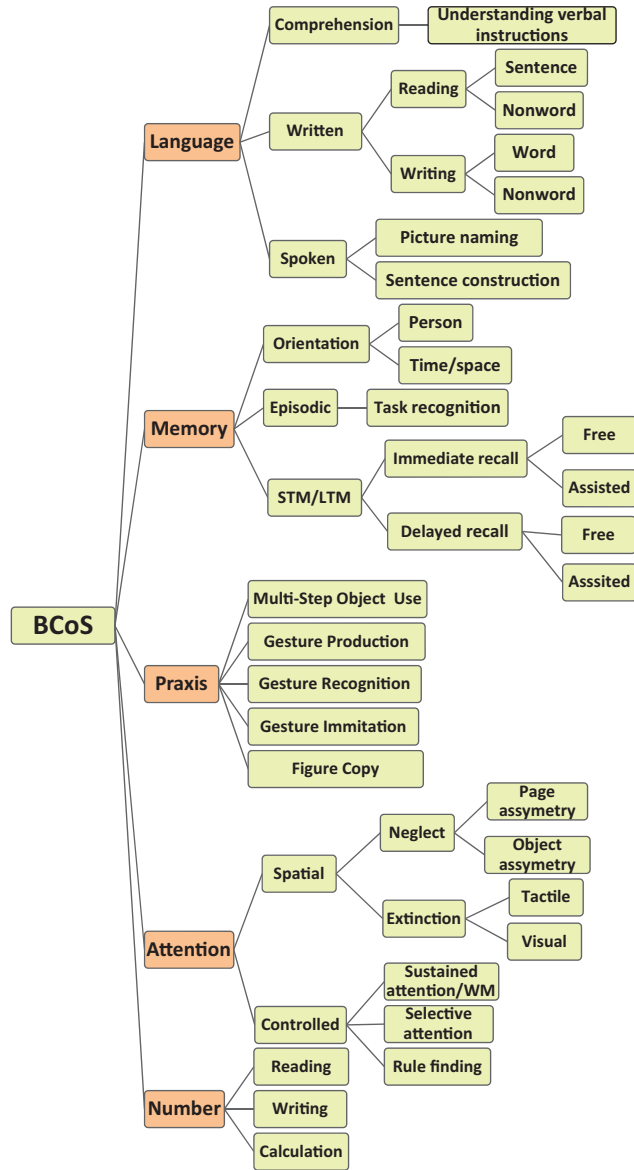 BCoS
Language
Comprehension
Understanding verbal
instructions
Written
Reading
Sentence
Nonword
Writing
Word
Nonword
Spoken
Picture naming
Sentence construction
Memory
Orientation
Person
Time/space
Episodic
Task recognition
STM/LTM
Immediate recall
Free
Assisted
Delayed recall
Free
Asssited
Praxis
Multi-Step Object Use
Gesture Production
Gesture Recognition
Gesture Immitation
Figure Copy
Attention
Spatial
Neglect
Page
assymetry
Object
assymetry
Extinction
Tactile
Visual
Controlled
Sustained
attention/WM
Selective
attention
Rule finding
Number
Reading
Writing
Calculation